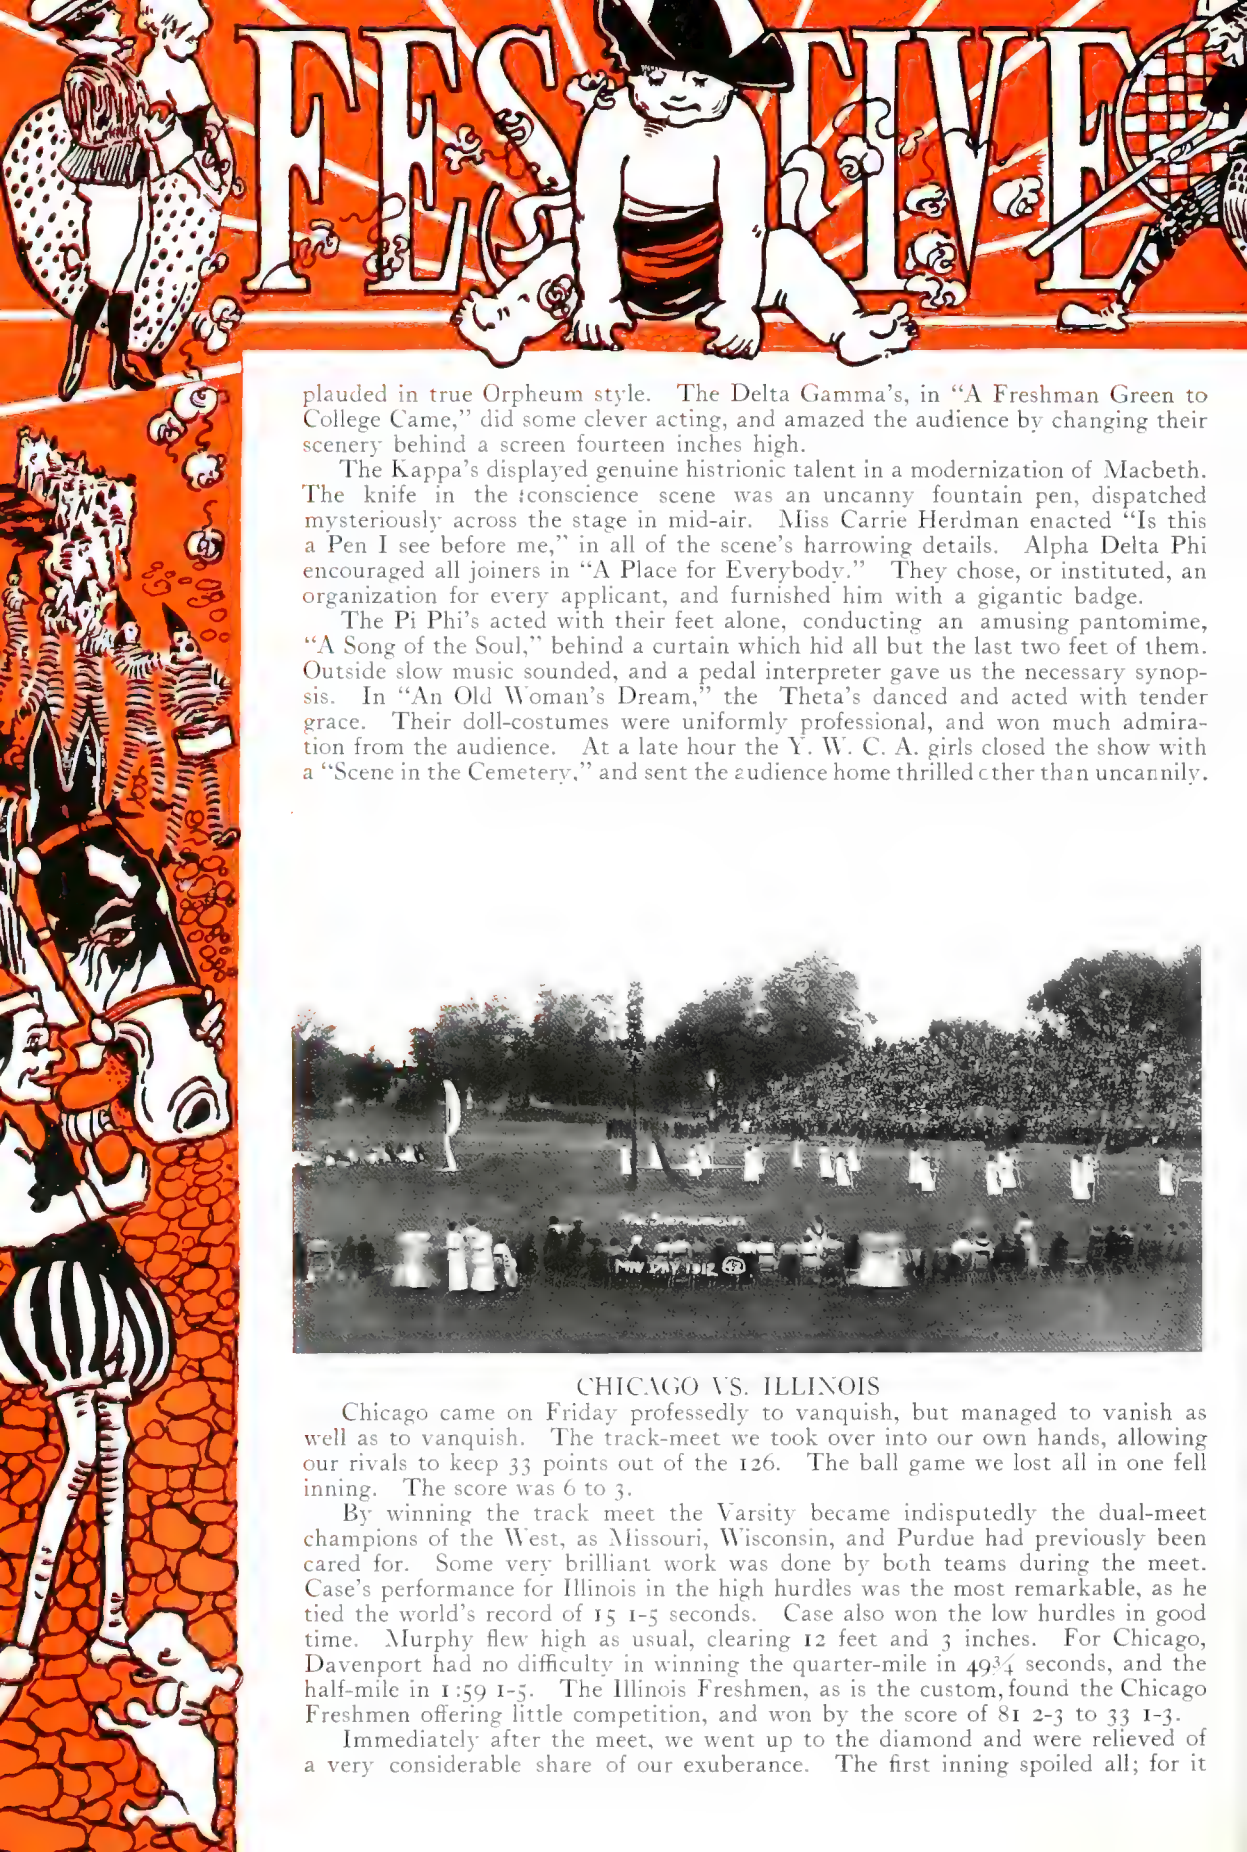 FESTIVE
plauded in true Orpheum style. The Delta Gamma's, in “A Freshman Green to
College Came,” did some clever acting, and amazed the audience by changing their
scenery behind a screen fourteen inches high.
The Kappa's displayed genuine histrionic talent in a modernization of Macbeth.
The knife in the conscience scene was an uncanny fountain pen, dispatched
mysteriously across the stage in mid-air. Miss Carrie Herdman enacted “Is this
a Pen I see before me,” in all of the scene's harrowing details. Alpha Delta Phi
encouraged all joiners in “A Place for Everybody.” They chose, or instituted, an
organization for every applicant, and furnished him with a gigantic badge.
The Pi Phi's acted with their feet alone, conducting an amusing pantomime,
“A Song of the Soul,” behind a curtain which hid all but the last two feet of them.
Outside slow music sounded, and a pedal interpreter gave us the necessary synop-
sis. In “An Old Woman's Dream,” the Theta's danced and acted with tender
grace. Their doll-costumes were uniformly professional, and won much admira-
tion from the audience. At a late hour the Y. W. C. A. girls closed the show with
a “Scene in the Cemetery,” and sent the audience home thrilled other than uncannily.
MAY DAY 1912 42
CHICAGO VS. ILLINOIS
Chicago came on Friday professedly to vanquish, but managed to vanish as
well as to vanquish. The track-meet we took over into our own hands, allowing
our rivals to keep 33 points out of the 126. The ball game we lost all in one fell
inning. The score was 6 to 3.
By winning the track meet the Varsity became indisputedly the dual-meet
champions of the West, as Missouri, Wisconsin, and Purdue had previously been
cared for. Some very brilliant work was done by both teams during the meet.
Case's performance for Illinois in the high hurdles was the most remarkable, as he
tied the world's record of 15 1-5 seconds. Case also won the low hurdles in good
time. Murphy flew high as usual, clearing 12 feet and 3 inches. For Chicago,
Davenport had no difficulty in winning the quarter-mile in 49¾ seconds, and the
half-mile in 1:59 1-5. The Illinois Freshmen, as is the custom, found the Chicago
Freshmen offering little competition, and won by the score of 81 2-3 to 33 1-3.
Immediately after the meet, we went up to the diamond and were relieved of
a very considerable share of our exuberance. The first inning spoiled all; for it